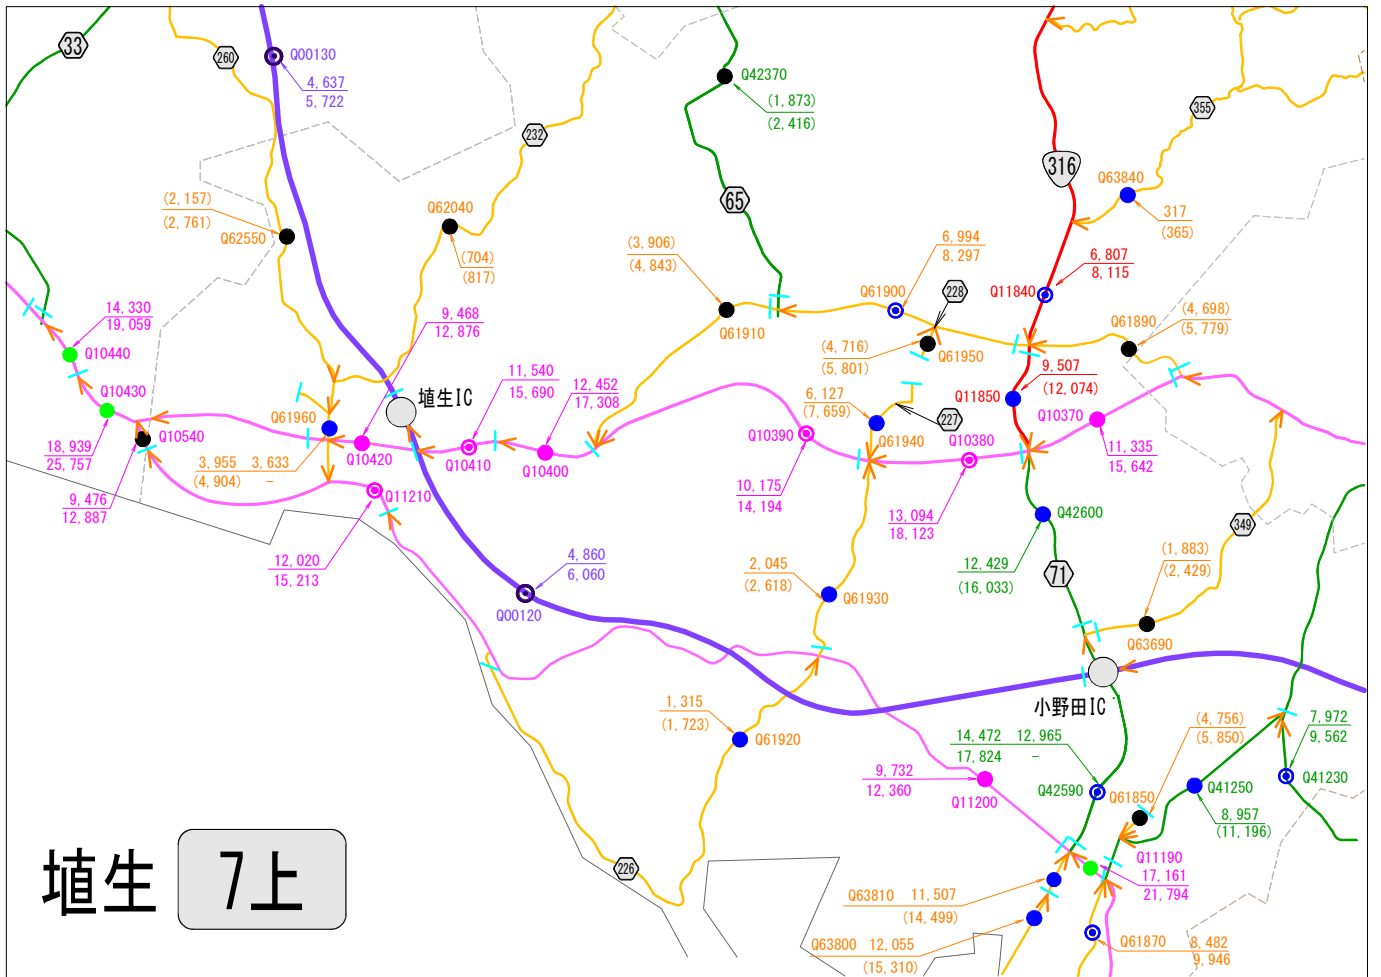 33
260
Q00130
4,637
5,722
232
Q42370
(1,873)
(2,416)
65
316
355
Q63840
317
(365)
(2,157)
(2,761)
Q62550
Q62040
(704)
(817)
(3,906)
(4,843)
6,994
8,297
6,807
8,115
Q61900
228
Q11840
Q61910
Q61890
(4,698)
(5,779)
14,330
19,059
9,468
12,876
Q10440
(4,716)
(5,801)
Q61950
Q10430
11,540
15,690
12,452
17,308
6,127
(7,659)
9,507
(12,074)
Q11850
埴生IC
Q61960
Q10540
Q10420
Q10410
Q10400
Q10390
Q61940
227
Q10380
Q10370
11,335
15,642
18,939
25,757
3,955 3,633
(4,904) -
9,476
12,887
Q11210
10,175
14,194
13,094
18,123
Q42600
349
12,020
15,213
4,860
6,060
2,045
(2,618)
12,429
(16,033)
71
(1,883)
(2,429)
Q00120
Q61930
Q63690
小野田IC
1,315
(1,723)
Q61920
14,472 12,965
17,824 -
(4,756)
(5,850)
7,972
9,562
9,732
12,360
Q11200
Q42590
Q61850
Q41250
Q41230
8,957
(11,196)
埴生
7上
226
Q11190
17,161
21,794
Q63810 11,507
(14,499)
Q63800 12,055
(15,310)
Q61870 8,482
9,946